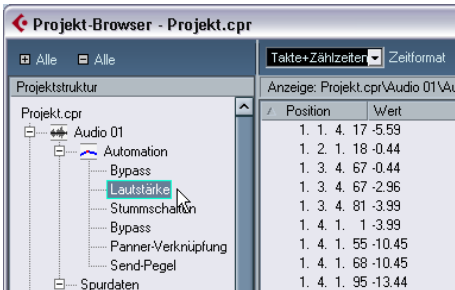 Projekt-Browser - Projekt.cpr
Alle Alle Takte+Zählzeiten Zeitformat
Projektstruktur Anzeige: Projekt.cpr\Audio 01\Au
Projekt.cpr Position Wert
Audio 01 1. 1. 4. 17 -5.59
Automation 1. 2. 1. 18 -0.44
Bypass 1. 3. 4. 67 -0.44
Lautstärke 1. 3. 4. 67 -2.96
Stummschalten 1. 3. 4. 81 -3.99
Bypass 1. 4. 1. 1 -3.99
Panner-Verknüpfung 1. 4. 1. 55 -10.45
Send-Pegel 1. 4. 1. 68 -10.45
Spurdaten 1. 4. 1. 95 -13.44